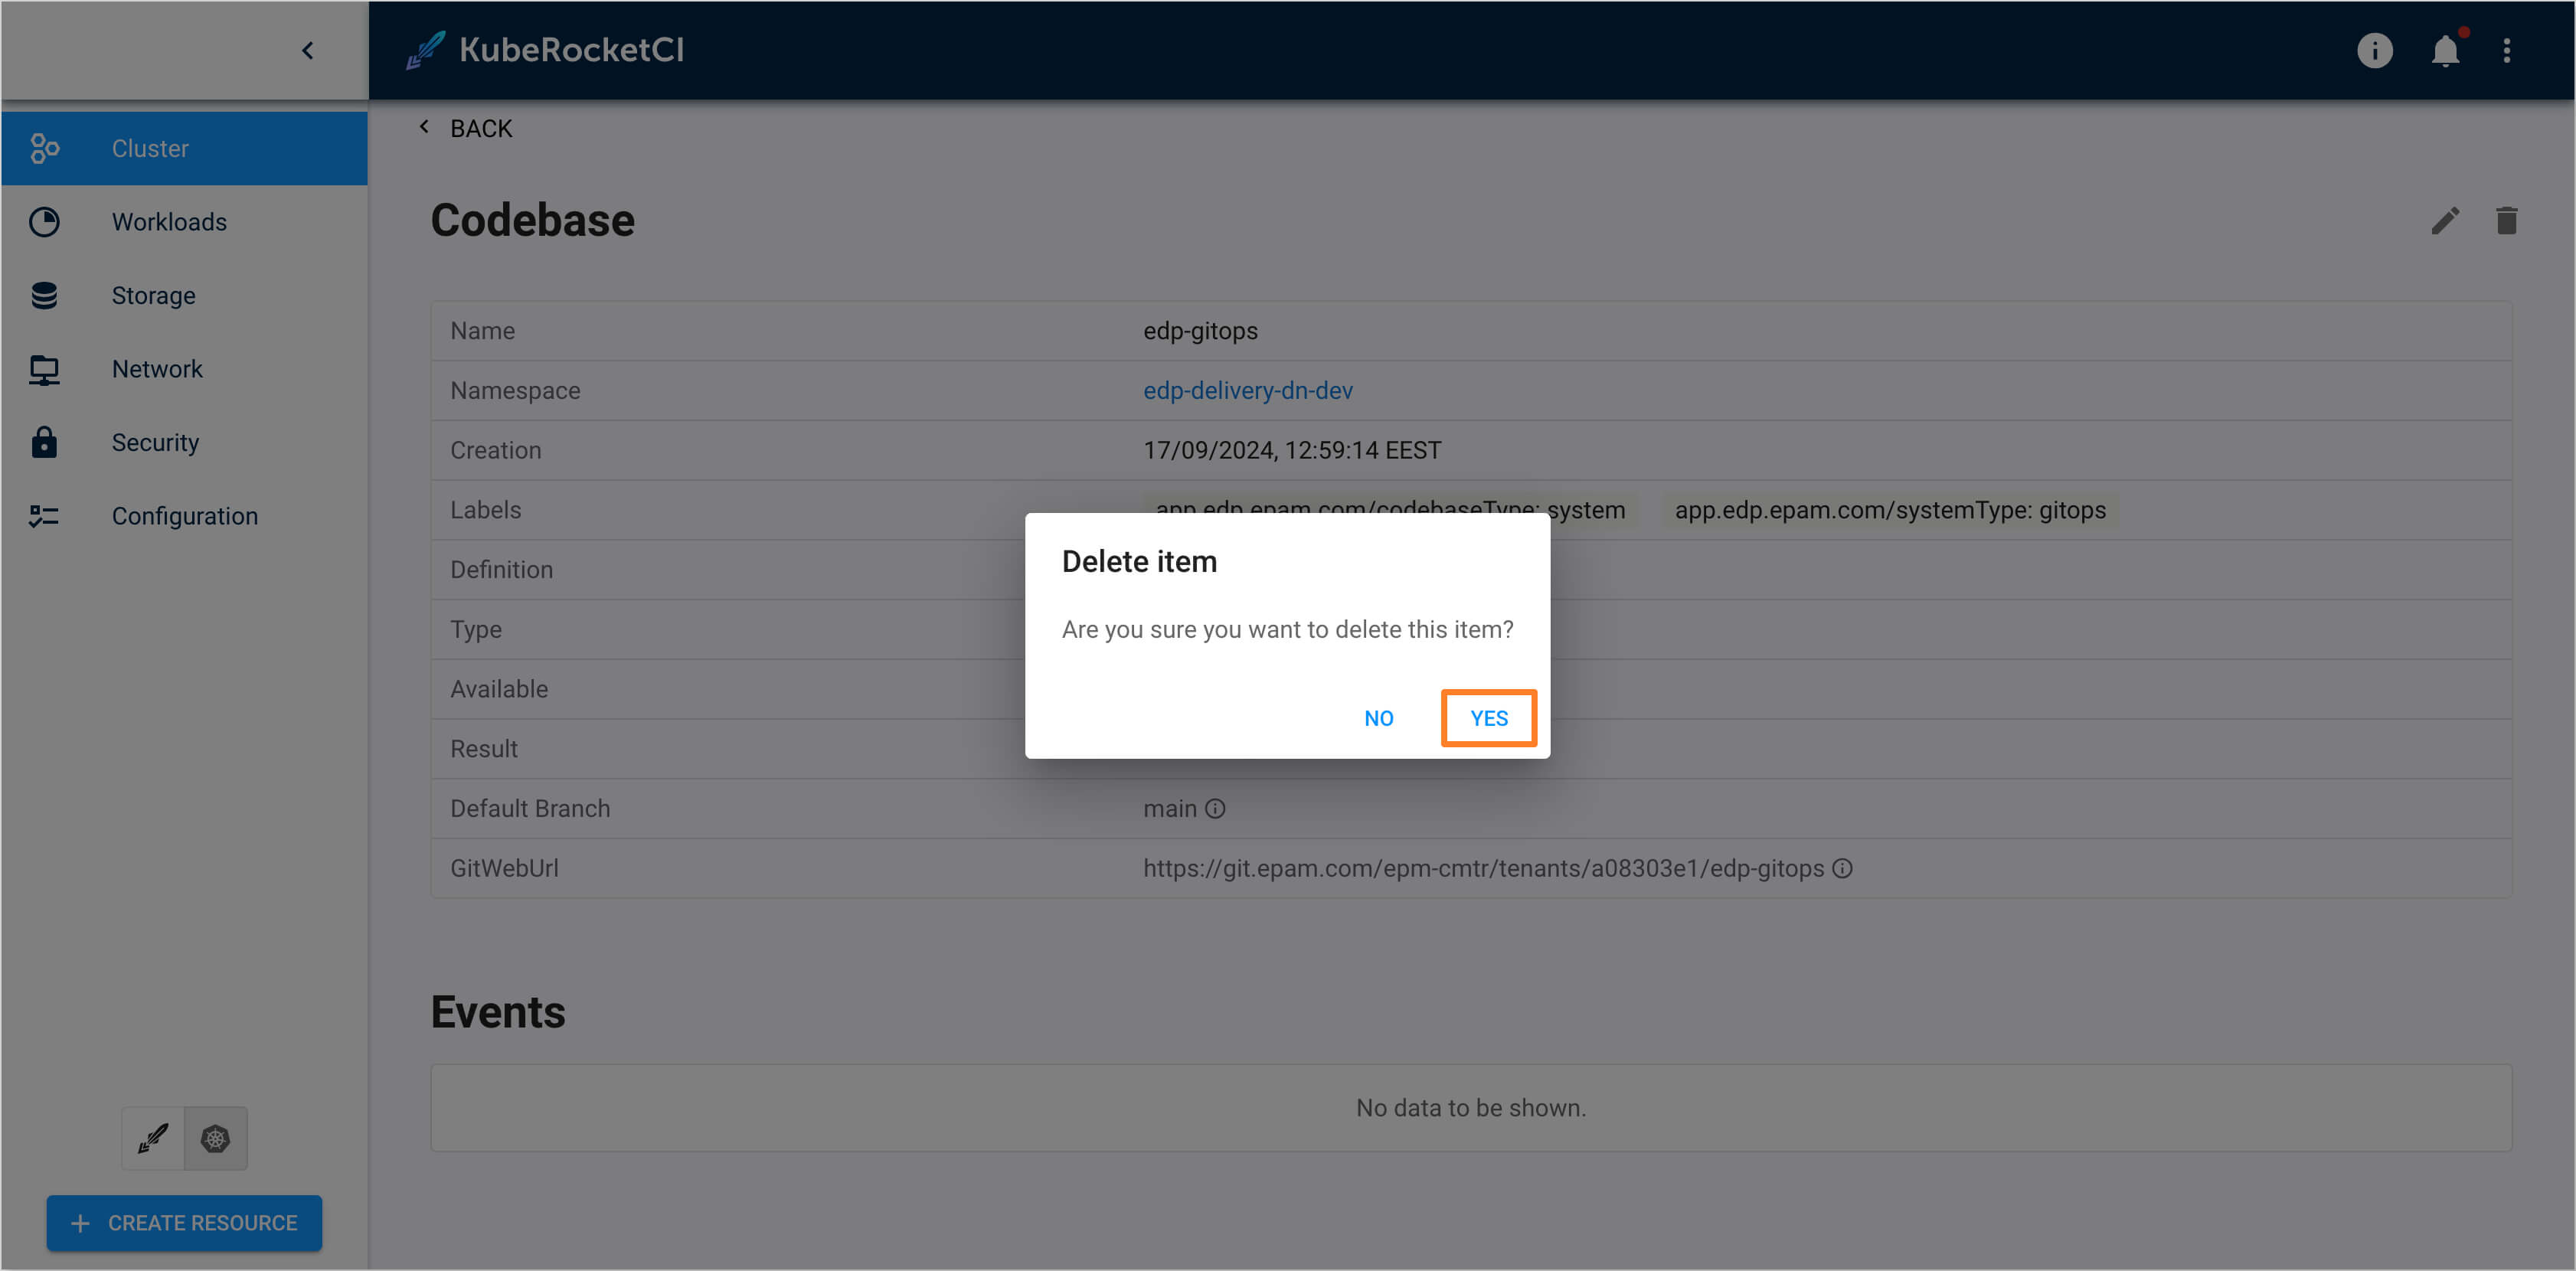 KubeRocketCI
BACK
Cluster
Workloads
Storage
Network
Security
Configuration
CREATE RESOURCE
Codebase
Name edp-gitops
Namespace edp-delivery-dn-dev
Creation 17/09/2024, 12:59:14 EEST
Labels app.edp.epam.com/codebaseType: system app.edp.epam.com/systemType: gitops
Definition
Type
Available
Result
Default Branch main
GitWebUrl https://git.epam.com/epm-cmtr/tenants/a08303e1/edp-gitops
Delete item
Are you sure you want to delete this item?
NO YES
Events
No data to be shown.